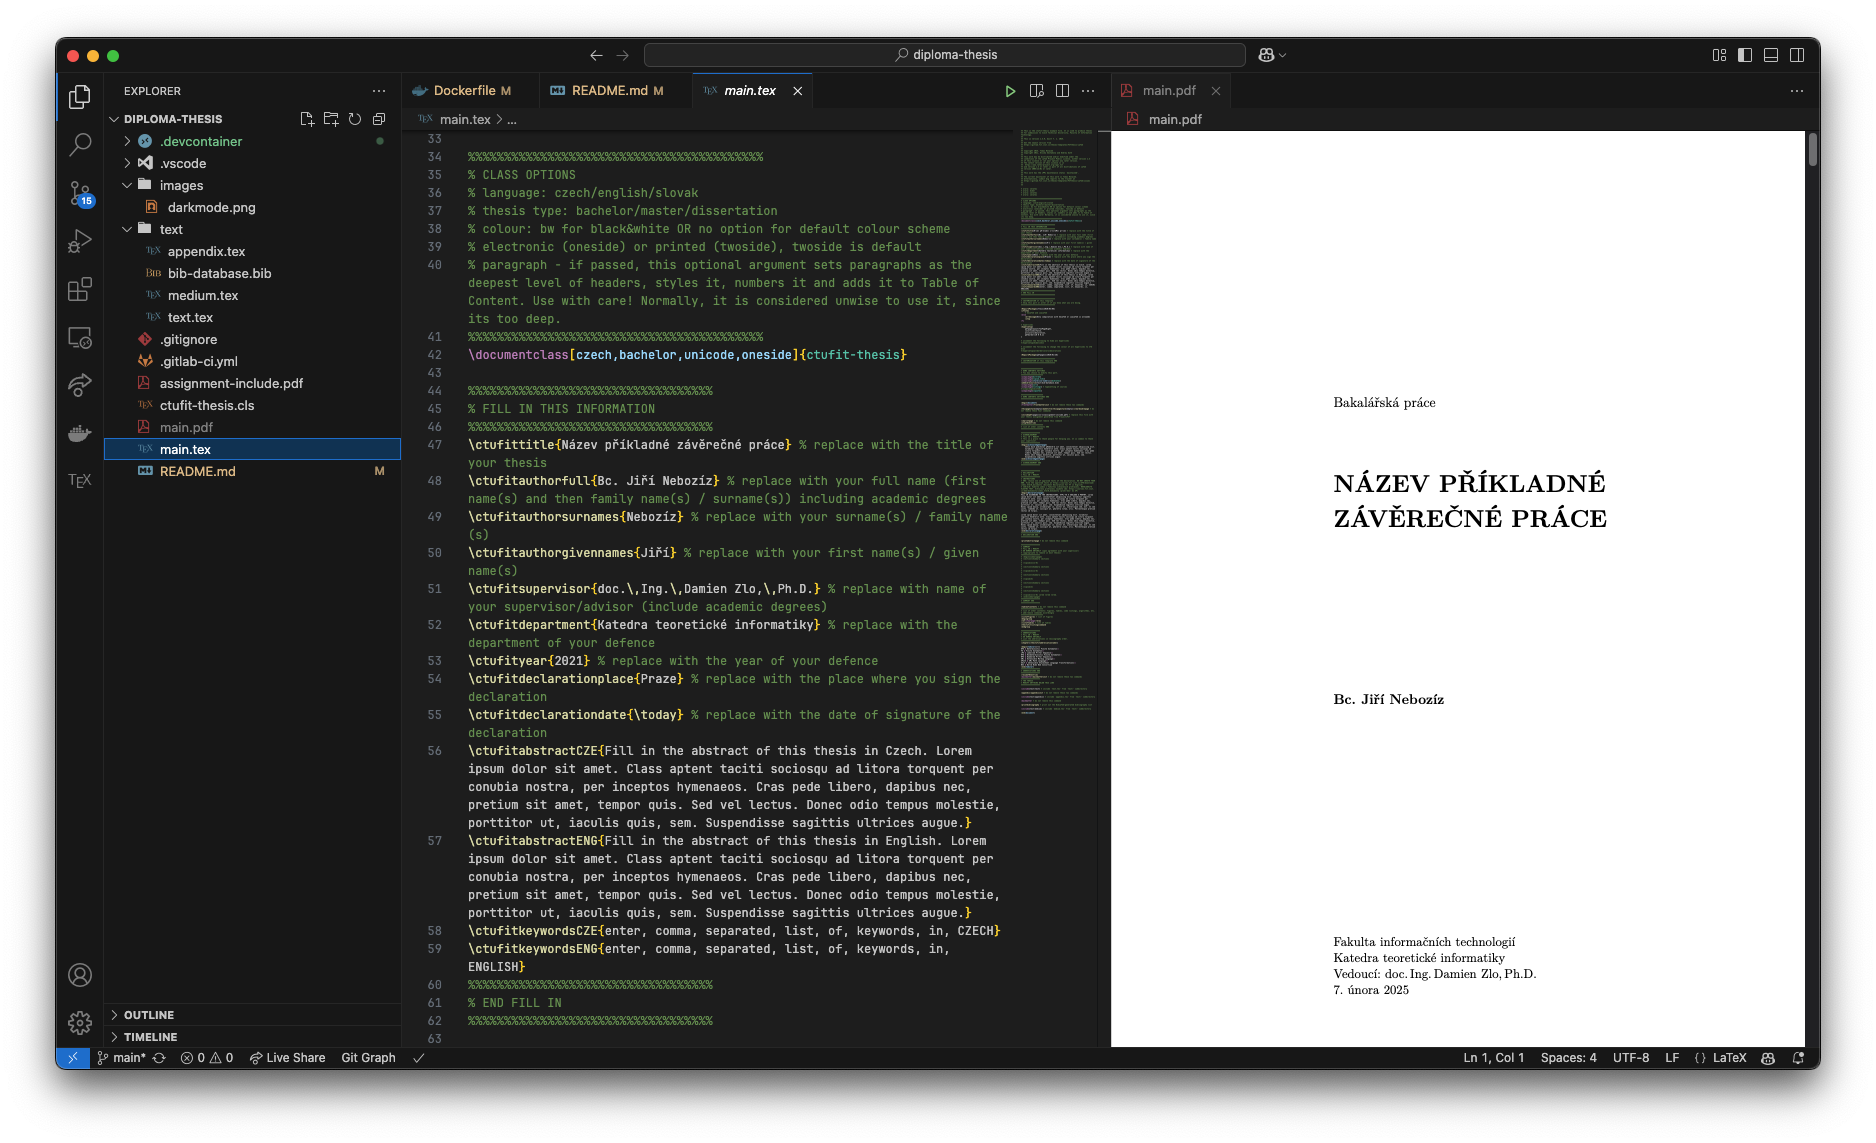 diploma-thesis
EXPLORER
DIPLOMA-THESIS
.devcontainer
.vscode
images
darkmode.png
text
appendix.tex
bib-database.bib
medium.tex
text.tex
.gitignore
.gitlab-ci.yml
assignment-include.pdf
ctufit-thesis.cls
main.pdf
main.tex
README.md M
OUTLINE
TIMELINE
15
TEX
Dockerfile M
README.md M
main.tex
main.tex > ...
33
34 %%%%%%%%%%%%%%%%%%%%%%%%%%%%%%%%%%%%%%%%%
35 % CLASS OPTIONS
36 % language: czech/english/slovak
37 % thesis type: bachelor/master/dissertation
38 % colour: bw for black&white OR no option for default colour scheme
39 % electronic (oneside) or printed (twoside), twoside is default
40 % paragraph - if passed, this optional argument sets paragraphs as the
deepest level of headers, styles it, numbers it and adds it to Table of
Content. Use with care! Normally, it is considered unwise to use it, since
its too deep.
41 %%%%%%%%%%%%%%%%%%%%%%%%%%%%%%%%%%%%%%%%%
42 \documentclass[czech,bachelor,unicode,oneside]{ctufit-thesis}
43
44 %%%%%%%%%%%%%%%%%%%%%%%%%%%%%%%%%%
45 % FILL IN THIS INFORMATION
46 %%%%%%%%%%%%%%%%%%%%%%%%%%%%%%%%%%
47 \ctufittitle{Název příkladné závěrečné práce} % replace with the title of
your thesis
48 \ctufitauthorfull{Bc. Jiří Nebozíz} % replace with your full name (first
name(s) and then family name(s) / surname(s)) including academic degrees
49 \ctufitauthorsurnames{Nebozíz} % replace with your surname(s) / family name
(s)
50 \ctufitauthorgivennames{Jiří} % replace with your first name(s) / given
name(s)
51 \ctufitsupervisor{doc.\,Ing.\,Damien Zlo,\,Ph.D.} % replace with name of
your supervisor/advisor (include academic degrees)
52 \ctufitdepartment{Katedra teoretické informatiky} % replace with the
department of your defence
53 \ctufityear{2021} % replace with the year of your defence
54 \ctufitdeclarationplace{Praze} % replace with the place where you sign the
declaration
55 \ctufitdeclarationdate{\today} % replace with the date of signature of the
declaration
56 \ctufitabstractCZE{Fill in the abstract of this thesis in Czech. Lorem
ipsum dolor sit amet. Class aptent taciti sociosqu ad litora torquent per
conubia nostra, per inceptos hymenaeos. Cras pede libero, dapibus nec,
pretium sit amet, tempor quis. Sed vel lectus. Donec odio tempus molestie,
porttitor ut, iaculis quis, sem. Suspendisse sagittis ultrices augue.}
57 \ctufitabstractENG{Fill in the abstract of this thesis in English. Lorem
ipsum dolor sit amet. Class aptent taciti sociosqu ad litora torquent per
conubia nostra, per inceptos hymenaeos. Cras pede libero, dapibus nec,
pretium sit amet, tempor quis. Sed vel lectus. Donec odio tempus molestie,
porttitor ut, iaculis quis, sem. Suspendisse sagittis ultrices augue.}
58 \ctufitkeywordsCZE{enter, comma, separated, list, of, keywords, in, CZECH}
59 \ctufitkeywordsENG{enter, comma, separated, list, of, keywords, in,
ENGLISH}
60 %%%%%%%%%%%%%%%%%%%%%%%%%%%%%%%%%%
61 % END FILL IN
62 %%%%%%%%%%%%%%%%%%%%%%%%%%%%%%%%%%
63
main.pdf
main.pdf
Bakalářská práce
NÁZEV PŘÍKLADNÉ
ZÁVĚREČNÉ PRÁCE
Bc. Jiří Nebozíz
Fakulta informačních technologií
Katedra teoretické informatiky
Vedoucí: doc. Ing. Damien Zlo, Ph.D.
7. února 2025
main* 0 0 Live Share Git Graph
Ln 1, Col 1 Spaces: 4 UTF-8 LF {} LaTeX